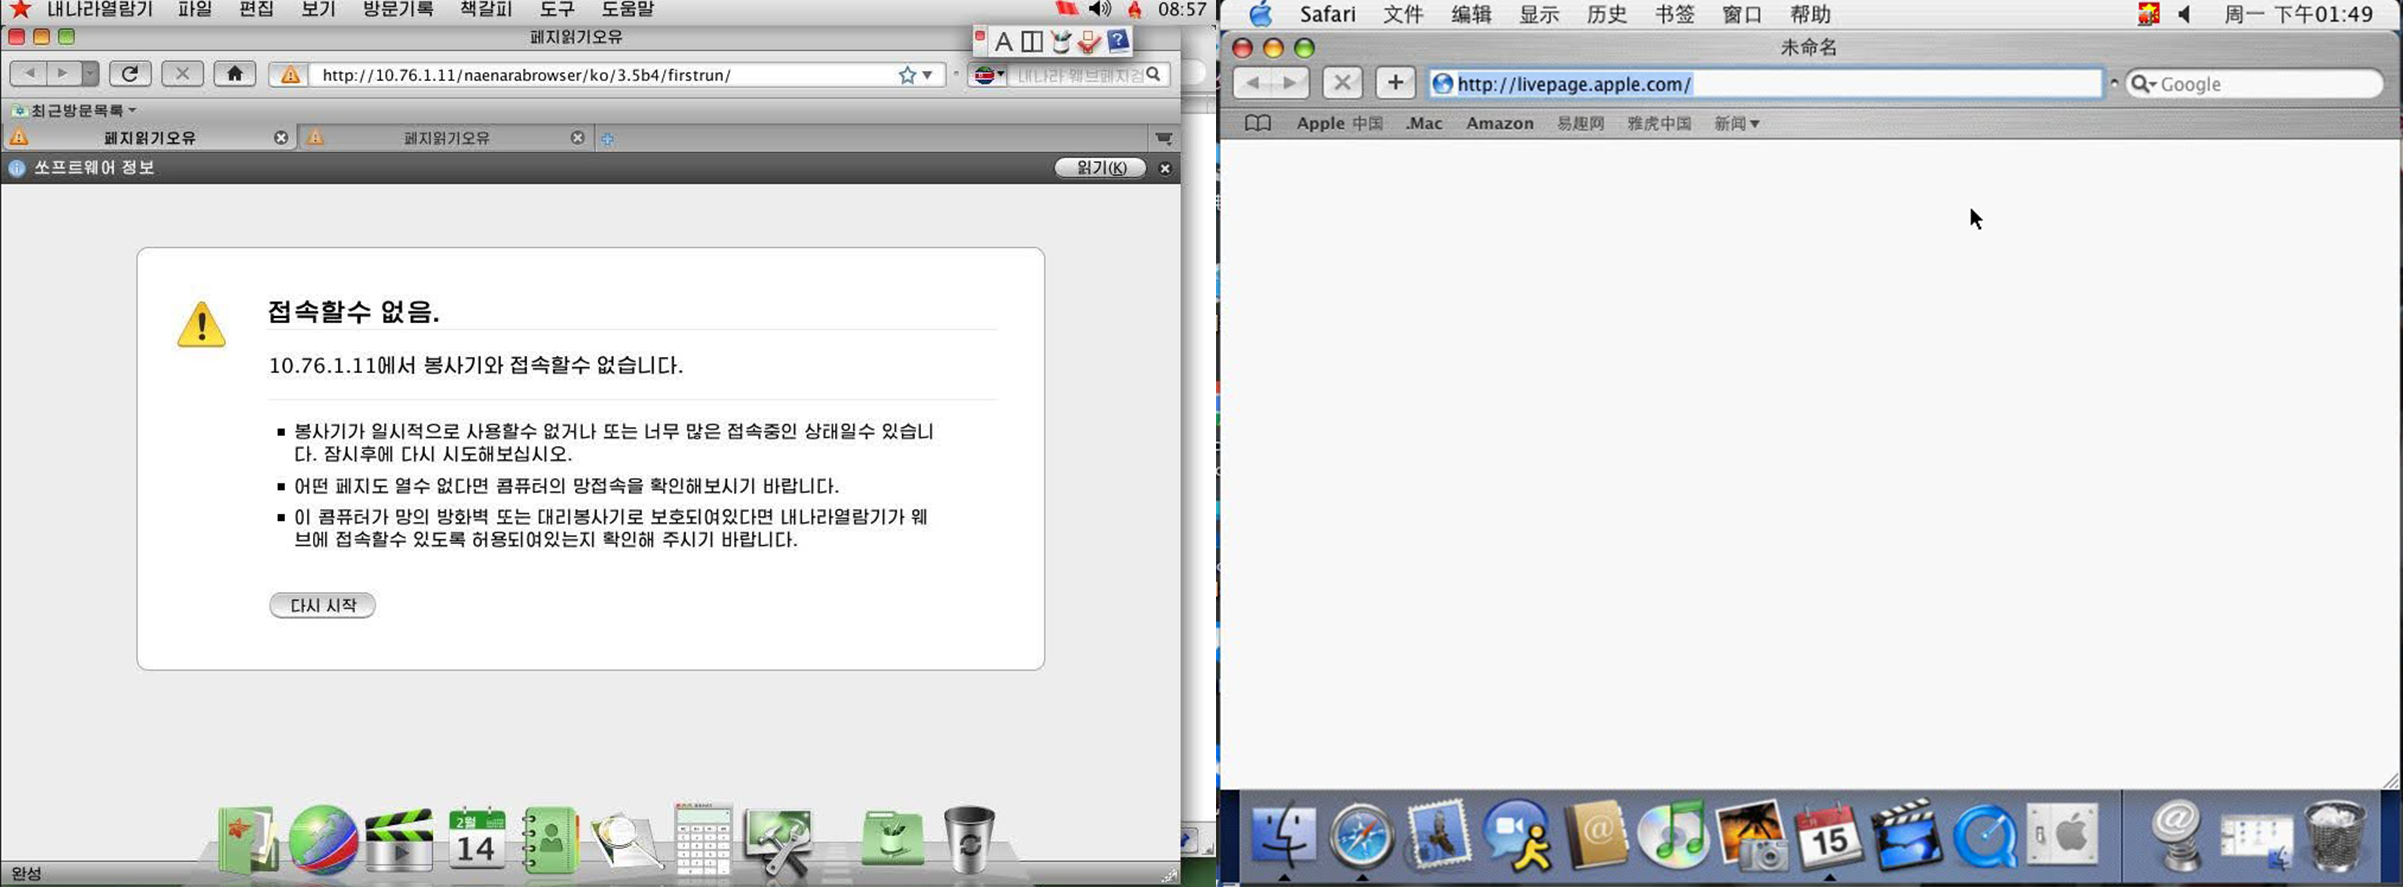 내나라열람기 파일 편집 보기 방문기록 책갈피 도구 도움말 08:57
페지읽기오유
A
http://10.76.1.11/naenarabrowser/ko/3.5b4/firstrun/ 내나라 웹브페지검
최근방문목록
페지읽기오유 페지읽기오유
쏘프트웨어 정보 읽기(K)
접속할수 없음.
10.76.1.11에서 봉사기와 접속할수 없습니다.
봉사기가 일시적으로 사용할수 없거나 또는 너무 많은 접속중인 상태일수 있습니
다. 잠시후에 다시 시도해보십시오.
어떤 페지도 열수 없다면 콤퓨터의 망접속을 확인해보시기 바랍니다.
이 콤퓨터가 망의 방화벽 또는 대리봉사기로 보호되여있다면 내나라열람기가 웨
브에 접속할수 있도록 허용되여있는지 확인해 주시기 바랍니다.
다시 시작
2월
14
완성
Safari 文件 编辑 显示 历史 书签 窗口 帮助 周一 下午01:49
未命名
http://livepage.apple.com/ Google
Apple 中国 .Mac Amazon 易趣网 雅虎中国 新闻
15